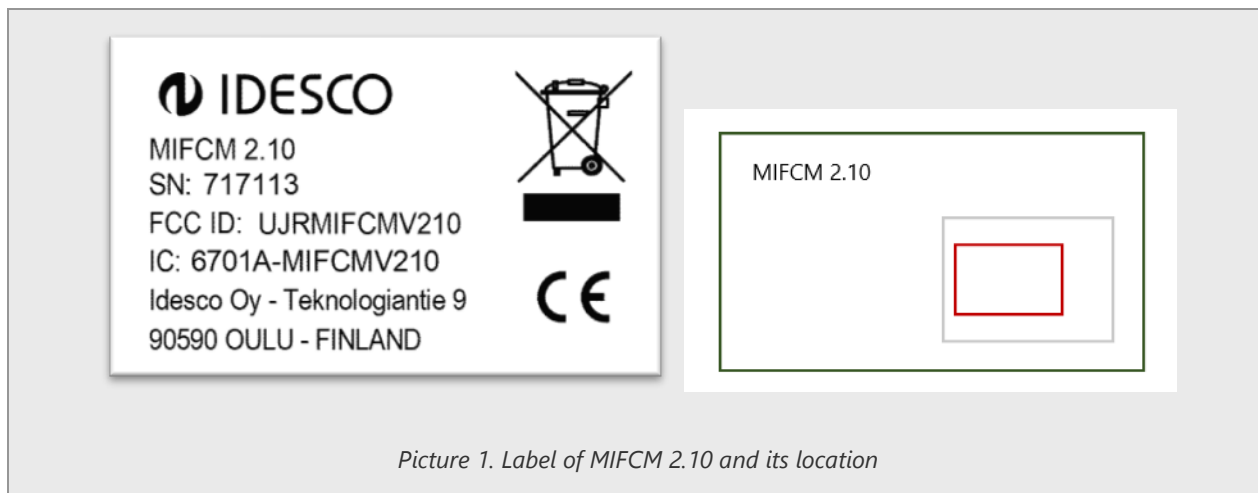 IDESCO
MIFCM 2.10
SN: 717113
FCC ID: UJRMIFCMV210
IC: 6701A-MIFCMV210
Idesco Oy - Teknologiantie 9
90590 OULU - FINLAND
CE
MIFCM 2.10
Picture 1. Label of MIFCM 2.10 and its location